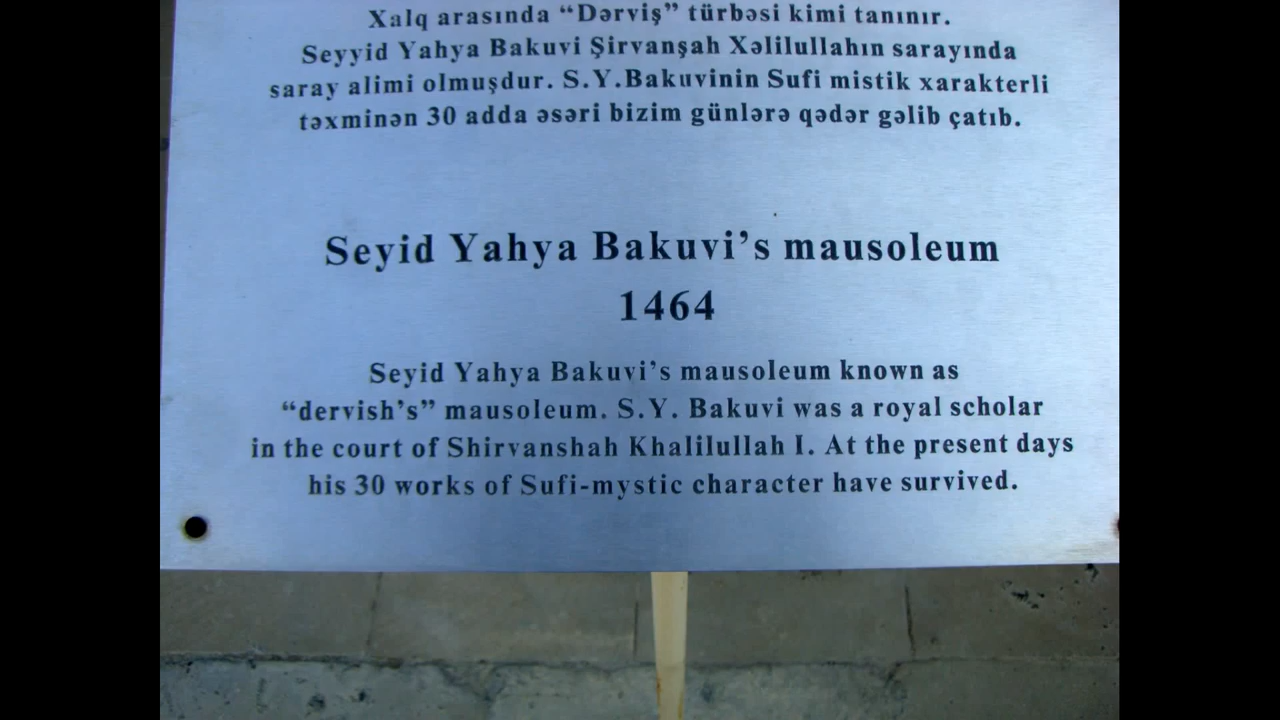 Xalq arasında “Dərviş” türbəsi kimi tanınır.
Seyyid Yahya Bakuvi Şirvanşah Xəlilullahın sarayında
saray alimi olmuşdur. S.Y.Bakuvinin Sufi mistik xarakterli
təxminən 30 adda əsəri bizim günlərə qədər gəlib çatıb.
Seyid Yahya Bakuvi’s mausoleum
1464
Seyid Yahya Bakuvi’s mausoleum known as
“dervish’s” mausoleum. S.Y. Bakuvi was a royal scholar
in the court of Shirvanshah Khalilullah I. At the present days
his 30 works of Sufi-mystic character have survived.